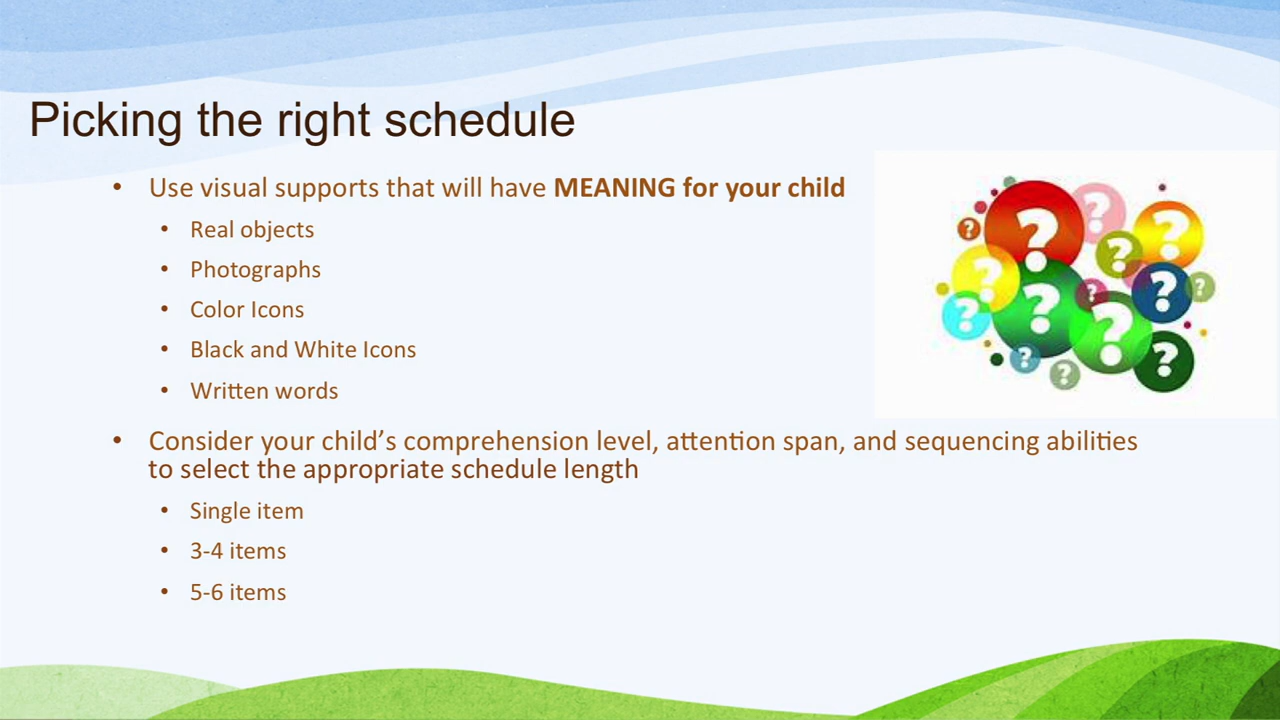 Picking the right schedule
• Use visual supports that will have MEANING for your child
• Real objects
• Photographs
• Color Icons
• Black and White Icons
• Written words
• Consider your child’s comprehension level, attention span, and sequencing abilities
to select the appropriate schedule length
• Single item
• 3-4 items
• 5-6 items
? ? ? ? ? ? ? ? ? ? ? ? ? ?